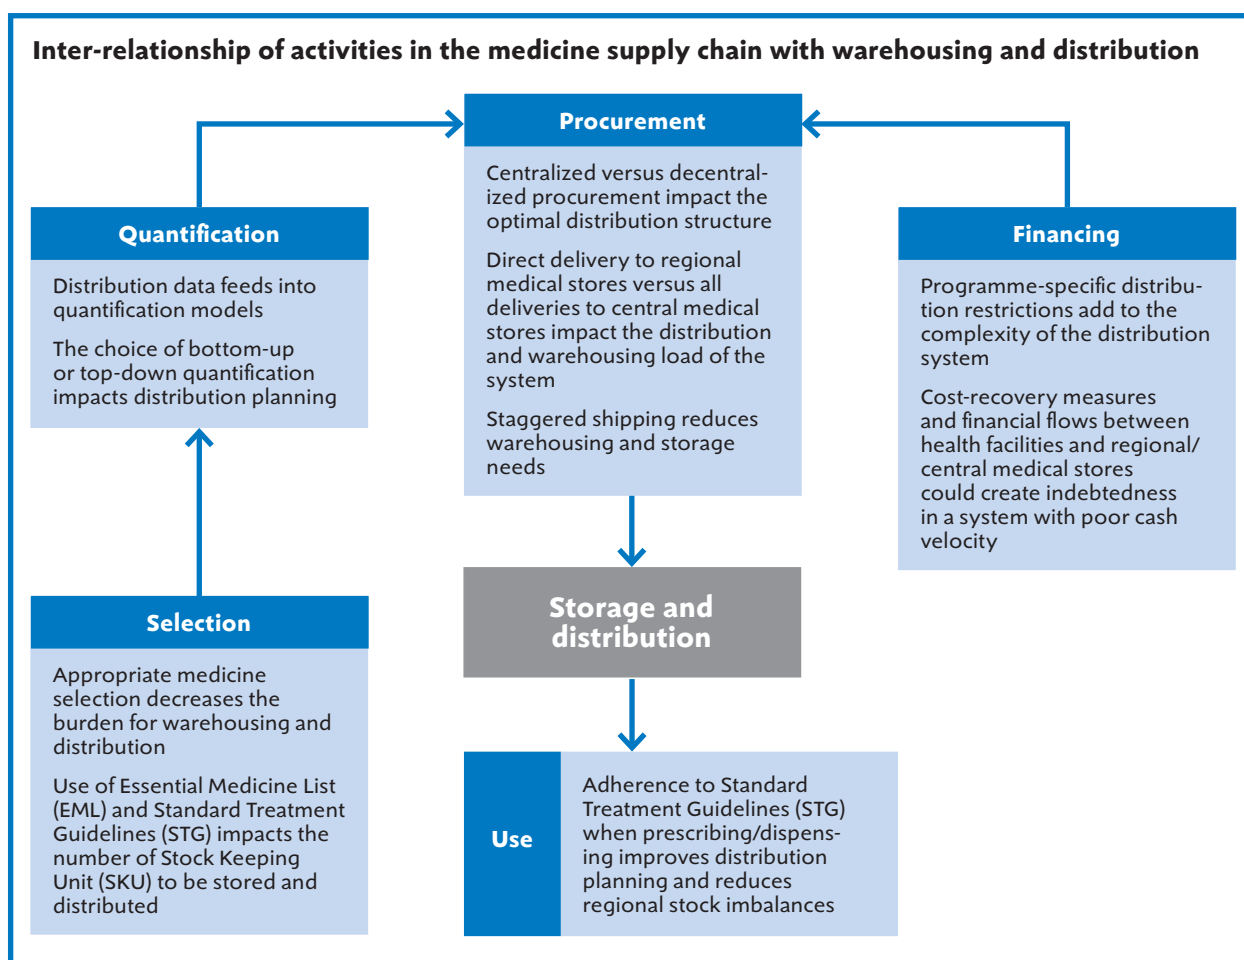 Inter-relationship of activities in the medicine supply chain with warehousing and distribution
Procurement
Centralized versus decentral-
ized procurement impact the
optimal distribution structure
Direct delivery to regional
medical stores versus all
deliveries to central medical
stores impact the distribution
and warehousing load of the
system
Staggered shipping reduces
warehousing and storage
needs
Quantification
Distribution data feeds into
quantification models
The choice of bottom-up
or top-down quantification
impacts distribution planning
Financing
Programme-specific distribu-
tion restrictions add to the
complexity of the distribution
system
Cost-recovery measures
and financial flows between
health facilities and regional/
central medical stores
could create indebtedness
in a system with poor cash
velocity
Selection
Appropriate medicine
selection decreases the
burden for warehousing and
distribution
Use of Essential Medicine List
(EML) and Standard Treatment
Guidelines (STG) impacts the
number of Stock Keeping
Unit (SKU) to be stored and
distributed
Storage and
distribution
Use
Adherence to Standard
Treatment Guidelines (STG)
when prescribing/dispens-
ing improves distribution
planning and reduces
regional stock imbalances